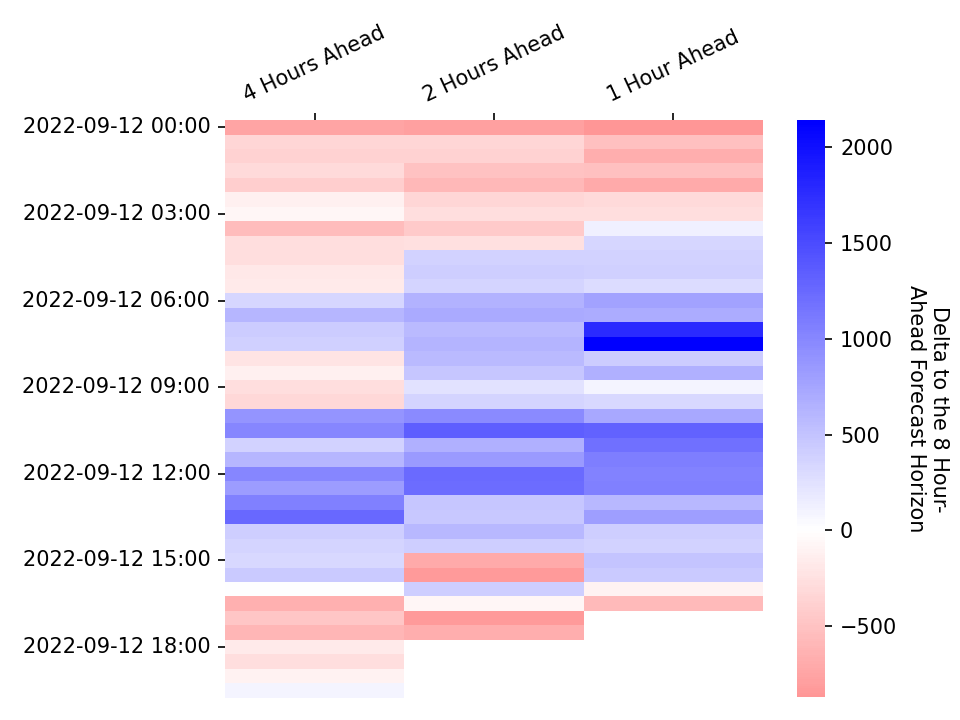 4 Hours Ahead
2 Hours Ahead
1 Hour Ahead
2022-09-12 00:00
2022-09-12 03:00
2022-09-12 06:00
2022-09-12 09:00
2022-09-12 12:00
2022-09-12 15:00
2022-09-12 18:00
2000
1500
1000
500
0
−500
Delta to the 8 Hour-
Ahead Forecast Horizon